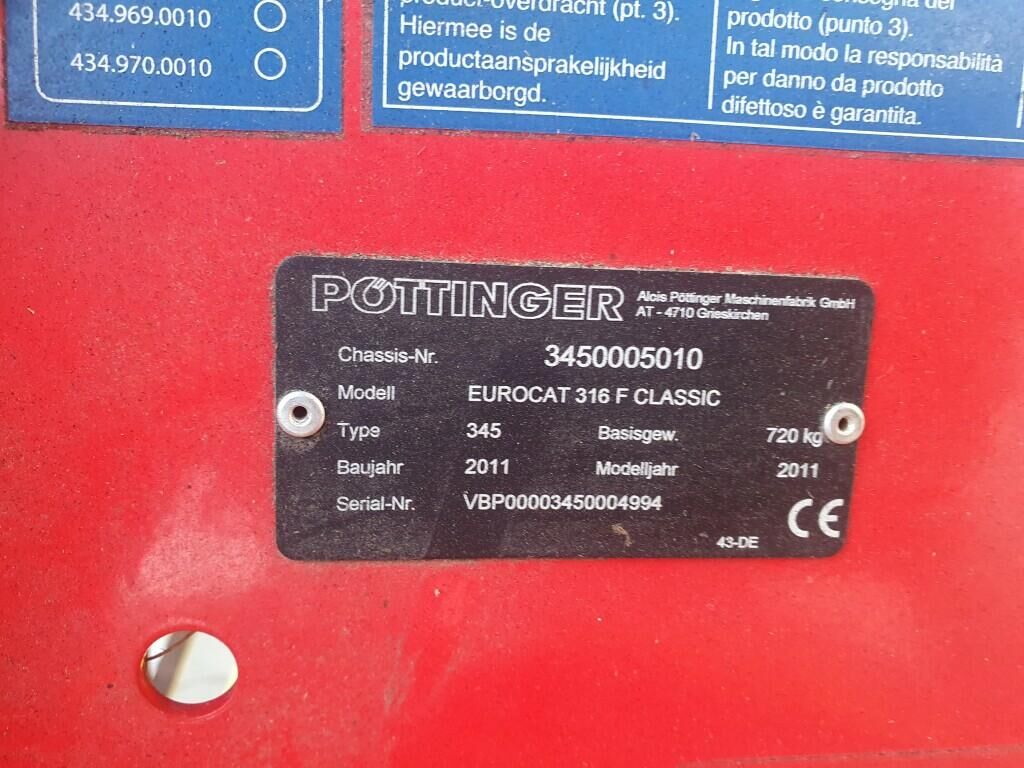 434.969.0010
434.970.0010
product-overdracht (pt. 3).
Hiermee is de
productaansprakelijkheid
gewaarborgd.
prodotto (punto 3).
In tal modo la responsabilità
per danno da prodotto
difettoso è garantita.
PÖTTINGER
Alois Pöttinger Maschinenfabrik GmbH
AT - 4710 Grieskirchen
Chassis-Nr. 3450005010
Modell EUROCAT 316 F CLASSIC
Type 345 Basisgew. 720 kg
Baujahr 2011 Modelljahr 2011
Serial-Nr. VBP00003450004994
CE
43-DE